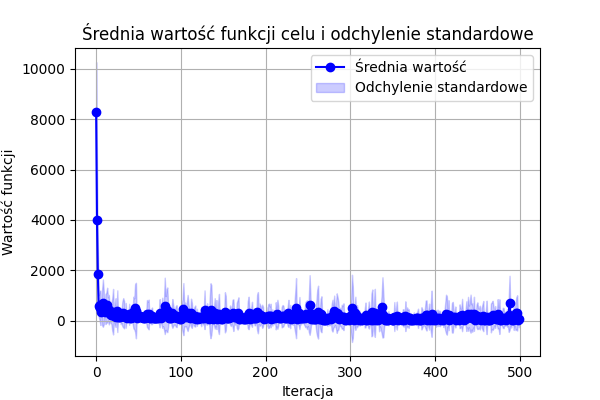 Średnia wartość funkcji celu i odchylenie standardowe
Średnia wartość
Odchylenie standardowe
Wartość funkcji
10000
8000
6000
4000
2000
0
0
100
200
300
400
500
Iteracja